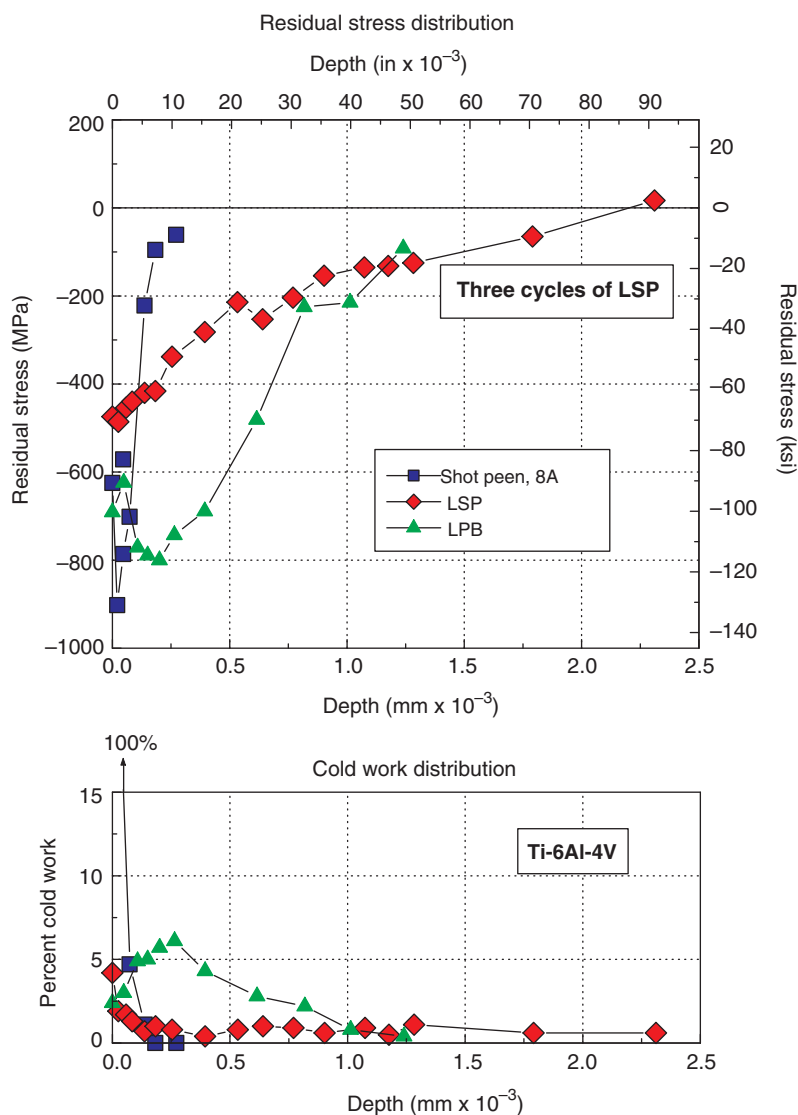 Residual stress distribution
Depth (in x 10⁻³)
0 10 20 30 40 50 60 70 80 90
200
20
0
0
Three cycles of LSP
–20
–200
–40
Residual stress (MPa)
Residual stress (ksi)
–400
–60
–80
Shot peen, 8A
–600
LSP
–100
LPB
–800
–120
–140
–1000
0.0 0.5 1.0 1.5 2.0 2.5
Depth (mm x 10⁻³)
100%
Cold work distribution
15
Ti-6Al-4V
10
Percent cold work
5
0
0.0 0.5 1.0 1.5 2.0 2.5
Depth (mm x 10⁻³)